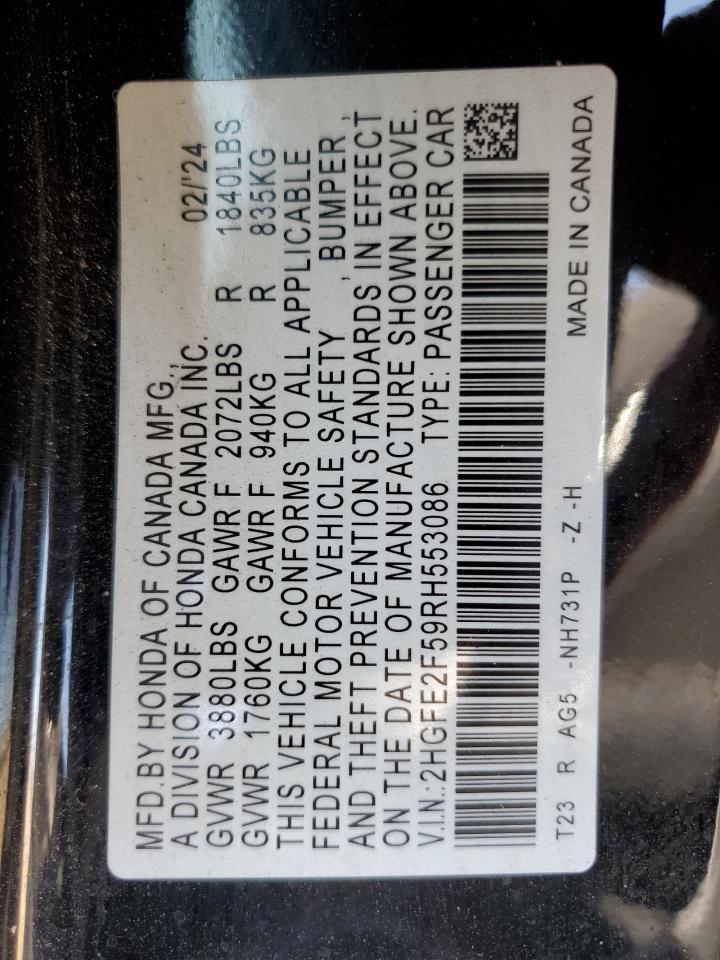 MFD.BY HONDA OF CANADA MFG., 02/'24
A DIVISION OF HONDA CANADA INC.
GVWR 3880LBS GAWR F 2072LBS R 1840LBS
GVWR 1760KG GAWR F 940KG R 835KG
THIS VEHICLE CONFORMS TO ALL APPLICABLE
FEDERAL MOTOR VEHICLE SAFETY , BUMPER ,
AND THEFT PREVENTION STANDARDS IN EFFECT
ON THE DATE OF MANUFACTURE SHOWN ABOVE.
V.I.N.:2HGFE2F59RH553086 TYPE: PASSENGER CAR
T23 R AG5 -NH731P -Z -H MADE IN CANADA